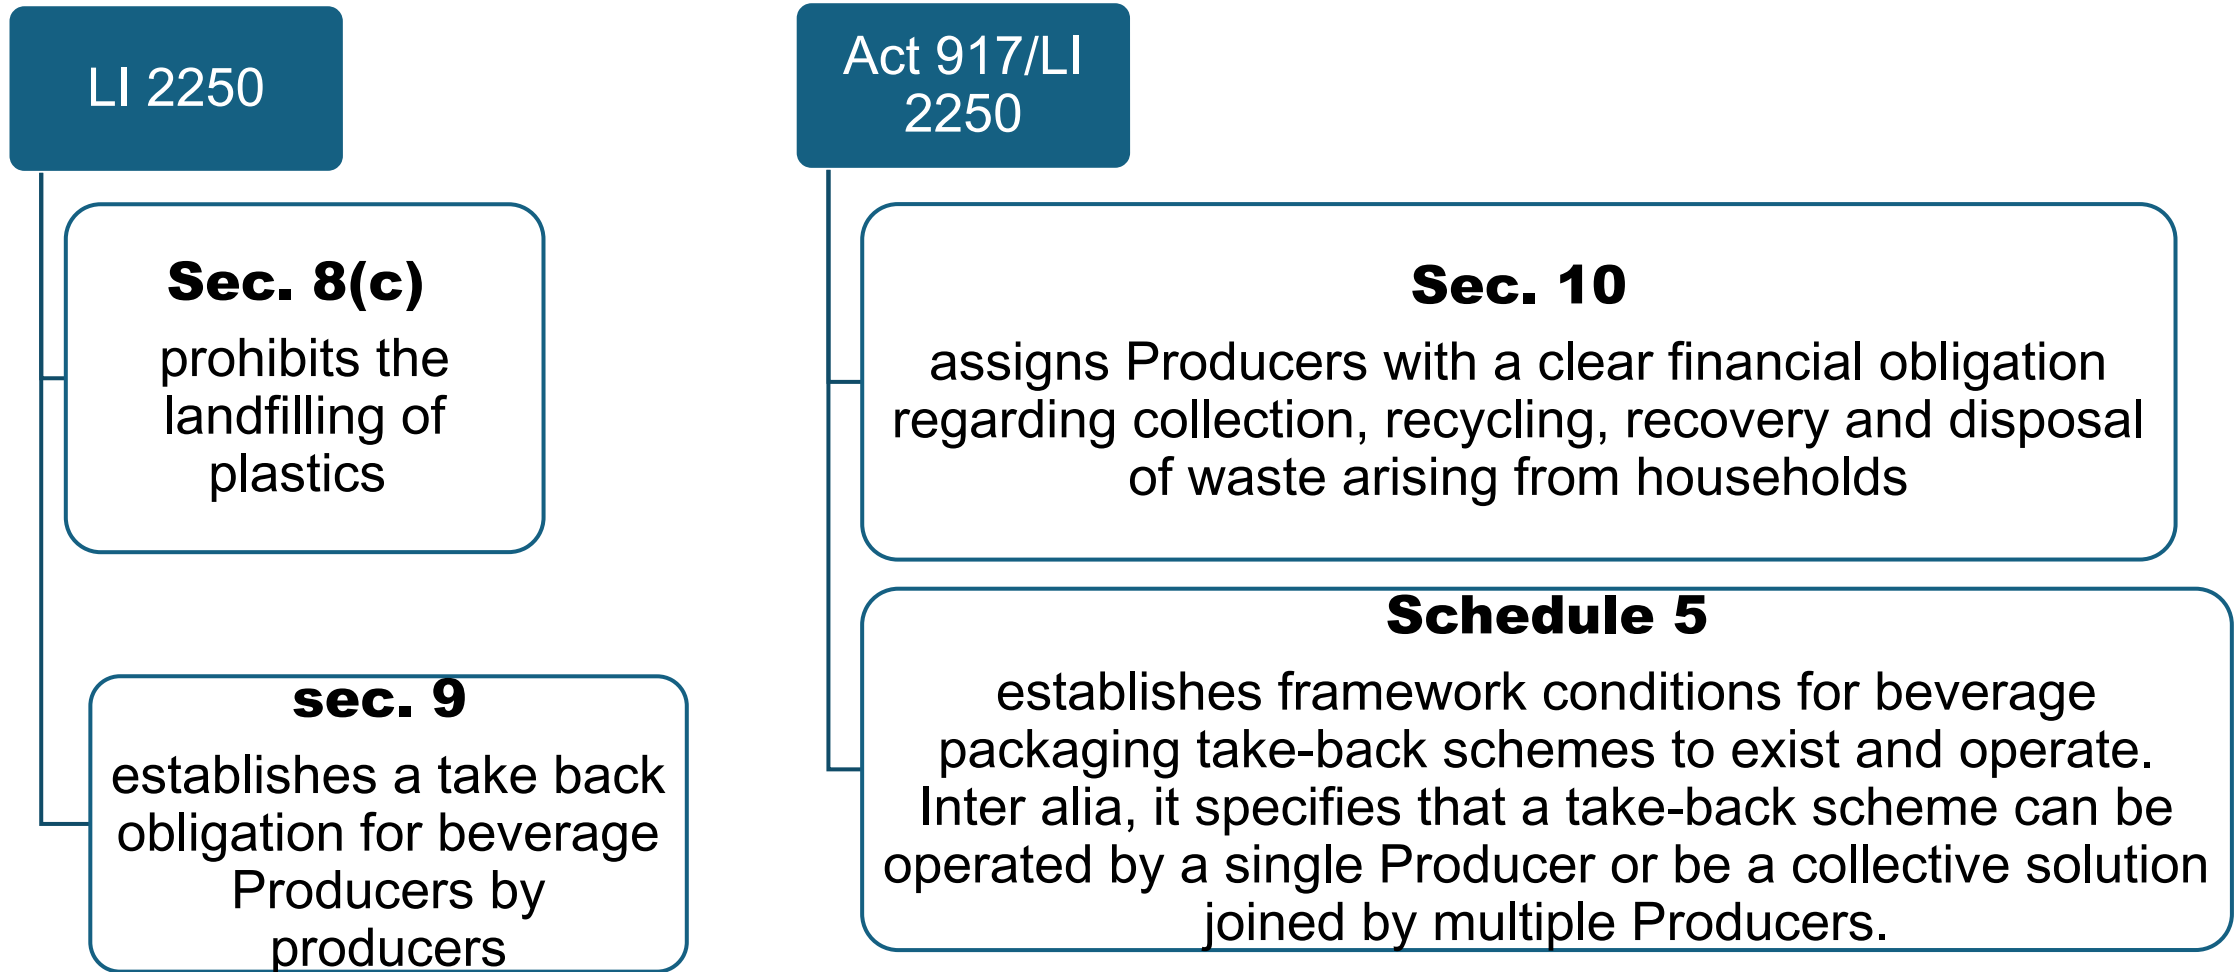 LI 2250
Sec. 8(c)
prohibits the
landfilling of
plastics
sec. 9
establishes a take back
obligation for beverage
Producers by
producers
Act 917/LI
2250
Sec. 10
assigns Producers with a clear financial obligation
regarding collection, recycling, recovery and disposal
of waste arising from households
Schedule 5
establishes framework conditions for beverage
packaging take-back schemes to exist and operate.
Inter alia, it specifies that a take-back scheme can be
operated by a single Producer or be a collective solution
joined by multiple Producers.